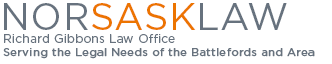 NORSASKLAW
Richard Gibbons Law Office
Serving the Legal Needs of the Battlefords and Area